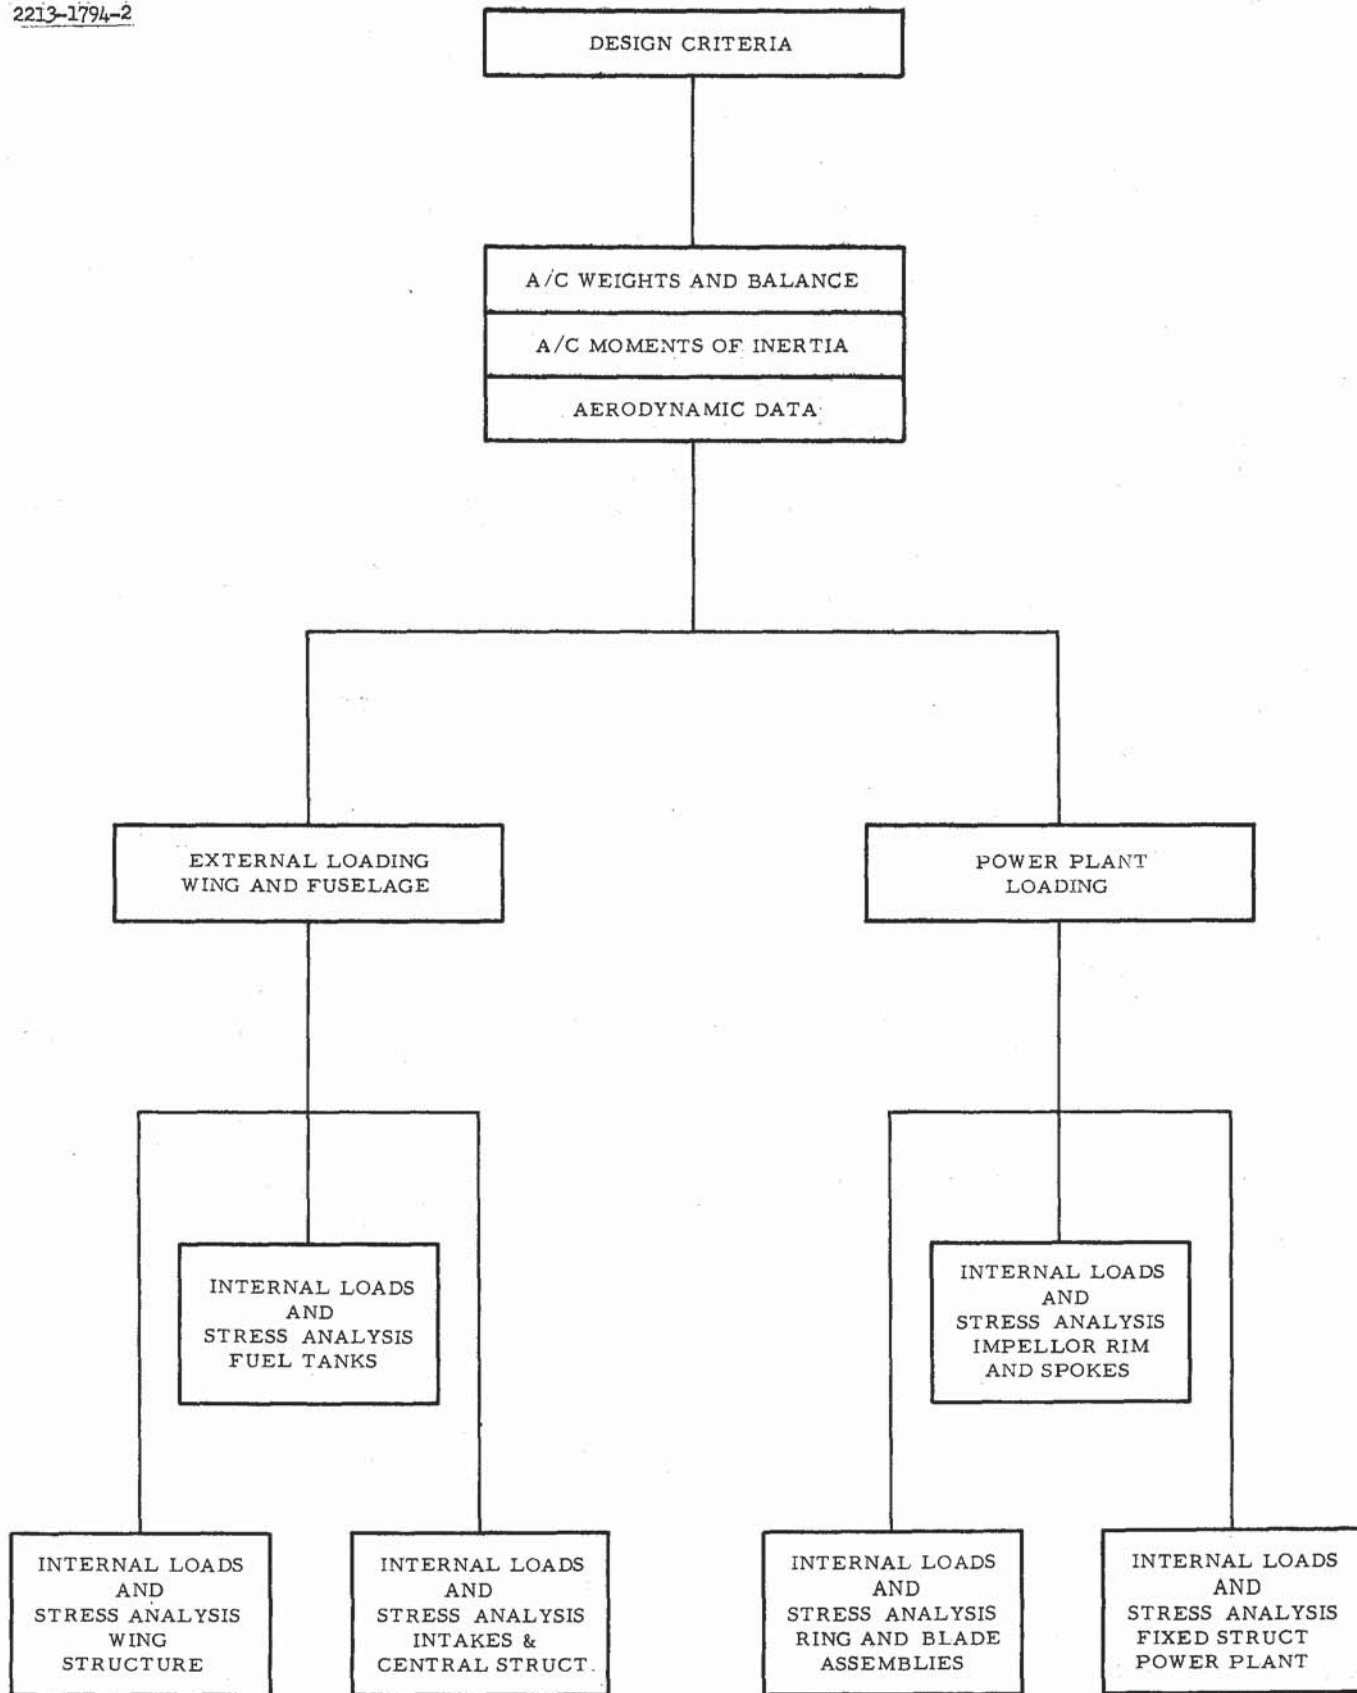 2213-1794-2
DESIGN CRITERIA
A/C WEIGHTS AND BALANCE
A/C MOMENTS OF INERTIA
AERODYNAMIC DATA
EXTERNAL LOADING
WING AND FUSELAGE
POWER PLANT
LOADING
INTERNAL LOADS
AND
STRESS ANALYSIS
FUEL TANKS
INTERNAL LOADS
AND
STRESS ANALYSIS
IMPELLOR RIM
AND SPOKES
INTERNAL LOADS
AND
STRESS ANALYSIS
WING
STRUCTURE
INTERNAL LOADS
AND
STRESS ANALYSIS
INTAKES &
CENTRAL STRUCT.
INTERNAL LOADS
AND
STRESS ANALYSIS
RING AND BLADE
ASSEMBLIES
INTERNAL LOADS
AND
STRESS ANALYSIS
FIXED STRUCT
POWER PLANT